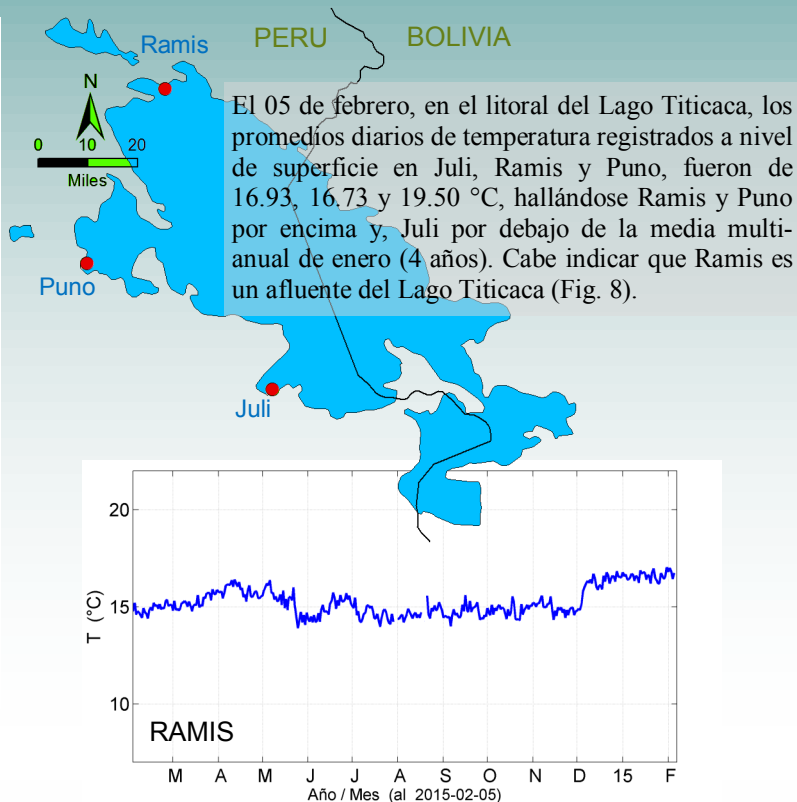 Ramis
PERU
BOLIVIA
N
0 10 20
Miles
El 05 de febrero, en el litoral del Lago Titicaca, los
promedios diarios de temperatura registrados a nivel
de superficie en Juli, Ramis y Puno, fueron de
16.93, 16.73 y 19.50 °C, hallándose Ramis y Puno
por encima y, Juli por debajo de la media multi-
anual de enero (4 años). Cabe indicar que Ramis es
un afluente del Lago Titicaca (Fig. 8).
Puno
Juli
20
15
10
T (°C)
RAMIS
M A M J J A S O N D 15 F
Año / Mes (al 2015-02-05)